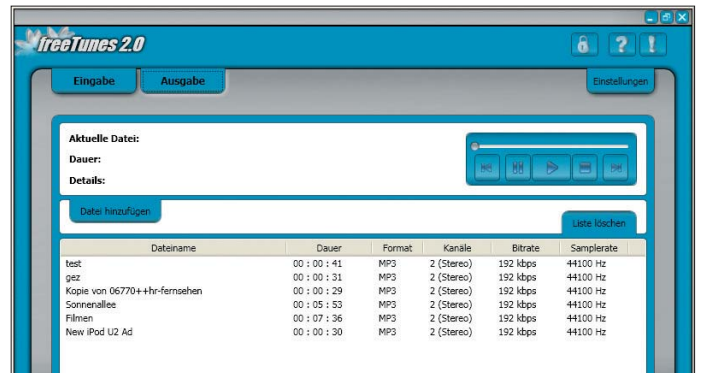 freeTunes 2.0
Eingabe Ausgabe Einstellungen
Aktuelle Datei:
Dauer:
Details:
Datei hinzufügen
Liste löschen
Dateiname Dauer Format Kanäle Bitrate Samplerate
test 00 : 00 : 41 MP3 2 (Stereo) 192 kbps 44100 Hz
gez 00 : 00 : 31 MP3 2 (Stereo) 192 kbps 44100 Hz
Kopie von 06770++hr-fernsehen 00 : 00 : 29 MP3 2 (Stereo) 192 kbps 44100 Hz
Sonnenallee 00 : 05 : 53 MP3 2 (Stereo) 192 kbps 44100 Hz
Filmen 00 : 07 : 36 MP3 2 (Stereo) 192 kbps 44100 Hz
New iPod U2 Ad 00 : 00 : 30 MP3 2 (Stereo) 192 kbps 44100 Hz